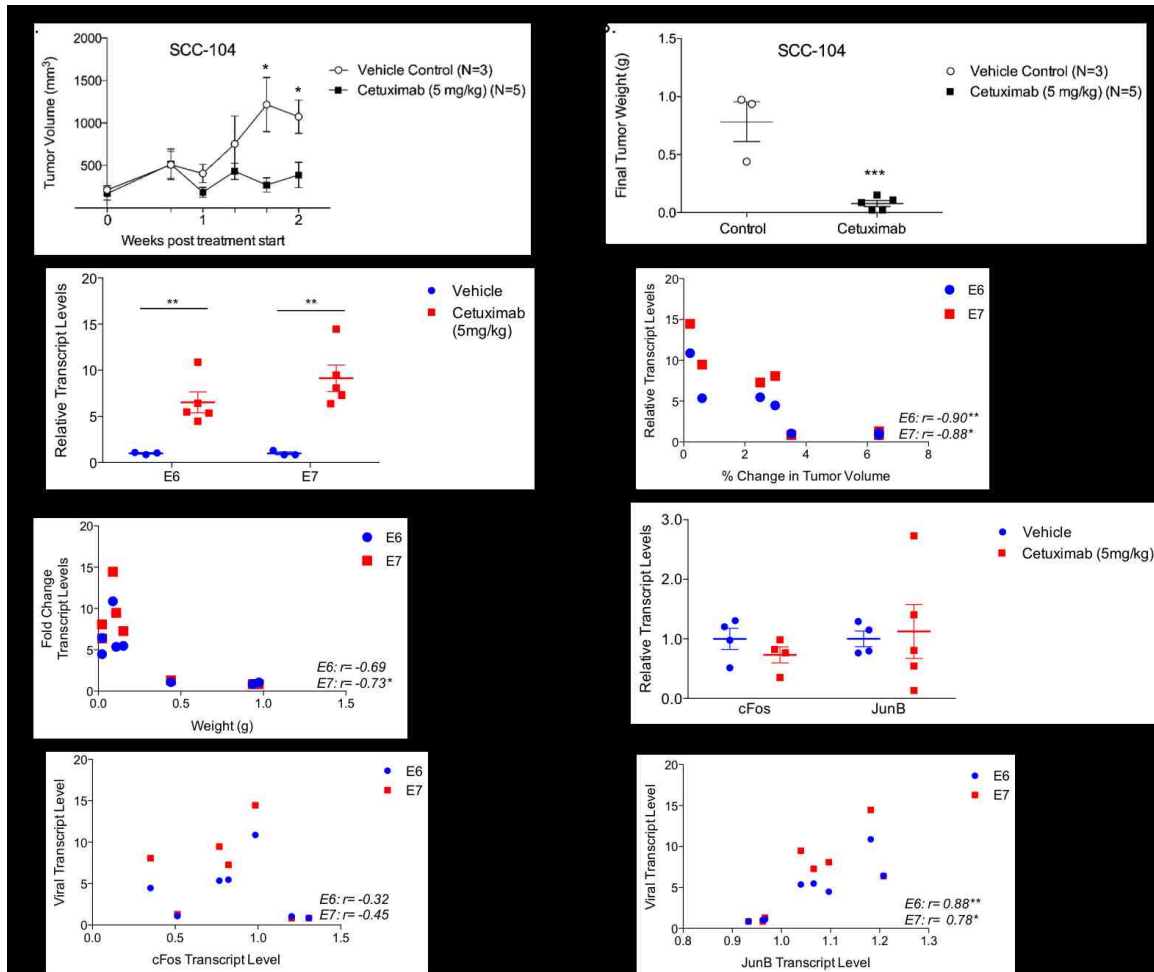 SCC-104
2000
1500
1000
500
Tumor Volume (mm³)
* *
Vehicle Control (N=3)
Cetuximab (5 mg/kg) (N=5)
0 1 2
Weeks post treatment start
SCC-104
1.5
1.0
0.5
0.0
Final Tumor Weight (g)
Vehicle Control (N=3)
Cetuximab (5 mg/kg) (N=5)
***
Control Cetuximab
20
15
10
5
0
Relative Transcript Levels
** **
Vehicle
Cetuximab
(5mg/kg)
E6 E7
20
15
10
5
0
Relative Transcript Levels
E6
E7
E6: r= -0.90**
E7: r= -0.88*
0 2 4 6 8
% Change in Tumor Volume
20
15
10
5
0
Fold Change
Transcript Levels
E6
E7
E6: r= -0.69
E7: r= -0.73*
0.0 0.5 1.0 1.5
Weight (g)
3.0
2.0
1.0
0.0
Relative Transcript Levels
Vehicle
Cetuximab (5mg/kg)
cFos JunB
20
15
10
5
0
Viral Transcript Level
E6
E7
E6: r= -0.32
E7: r= -0.45
0.0 0.5 1.0 1.5
cFos Transcript Level
20
15
10
5
0
Viral Transcript Level
E6
E7
E6: r= 0.88**
E7: r= 0.78*
0.8 0.9 1.0 1.1 1.2 1.3
JunB Transcript Level